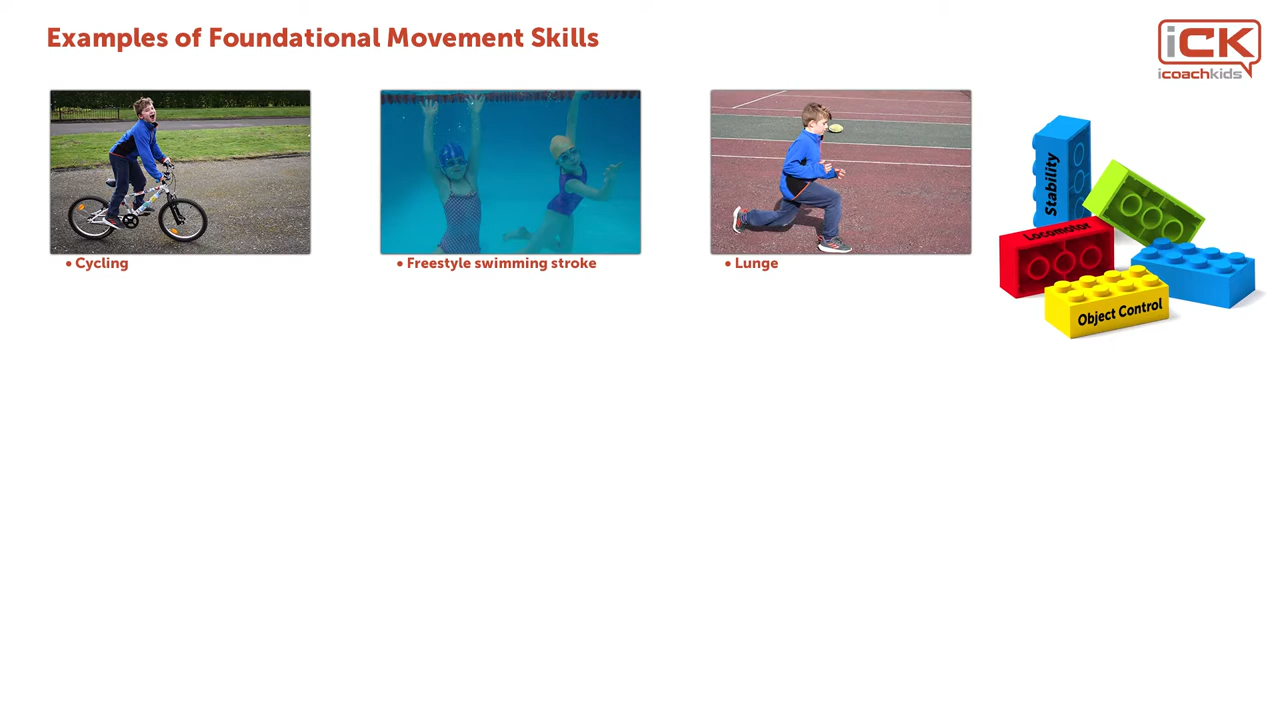 Examples of Foundational Movement Skills
iCK
icoachkids
• Cycling
• Freestyle swimming stroke
• Lunge
Stability
Locomotor
Object Control